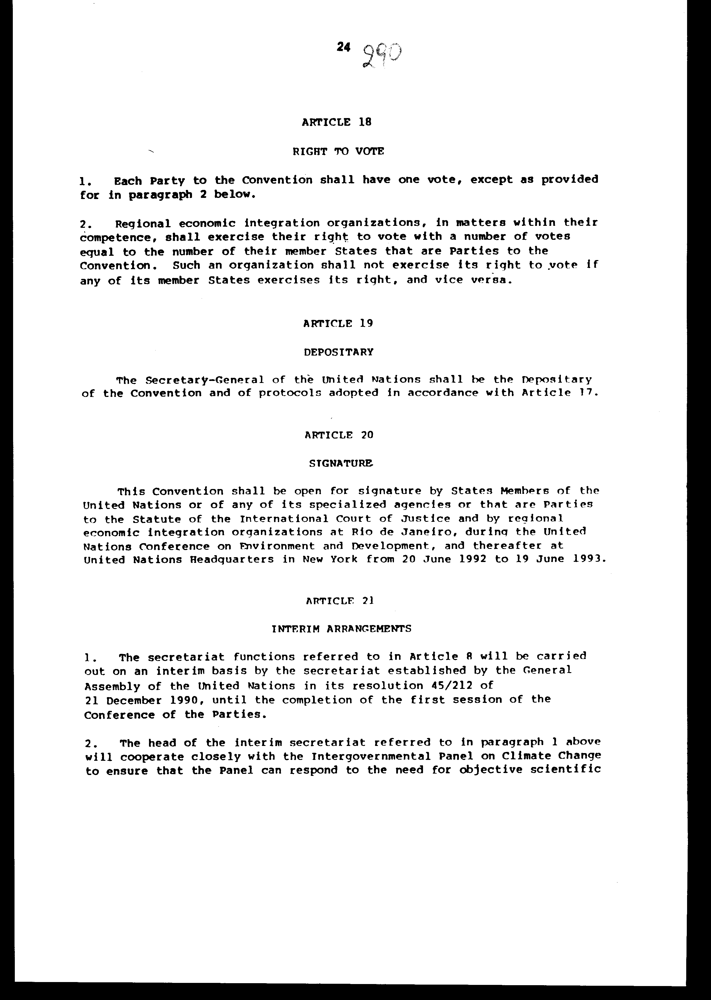 24 290
ARTICLE 18
RIGHT TO VOTE
1. Each Party to the Convention shall have one vote, except as provided
for in paragraph 2 below.
2. Regional economic integration organizations, in matters within their
competence, shall exercise their right to vote with a number of votes
equal to the number of their member States that are Parties to the
Convention. Such an organization shall not exercise its right to vote if
any of its member States exercises its right, and vice versa.
ARTICLE 19
DEPOSITARY
The Secretary-General of the United Nations shall be the Depositary
of the Convention and of protocols adopted in accordance with Article 17.
ARTICLE 20
SIGNATURE
This Convention shall be open for signature by States Members of the
United Nations or of any of its specialized agencies or that are Parties
to the Statute of the International Court of Justice and by regional
economic integration organizations at Rio de Janeiro, during the United
Nations Conference on Environment and Development, and thereafter at
United Nations Headquarters in New York from 20 June 1992 to 19 June 1993.
ARTICLE 21
INTERIM ARRANGEMENTS
1. The secretariat functions referred to in Article 8 will be carried
out on an interim basis by the secretariat established by the General
Assembly of the United Nations in its resolution 45/212 of
21 December 1990, until the completion of the first session of the
Conference of the Parties.
2. The head of the interim secretariat referred to in paragraph 1 above
will cooperate closely with the Intergovernmental Panel on Climate Change
to ensure that the Panel can respond to the need for objective scientific